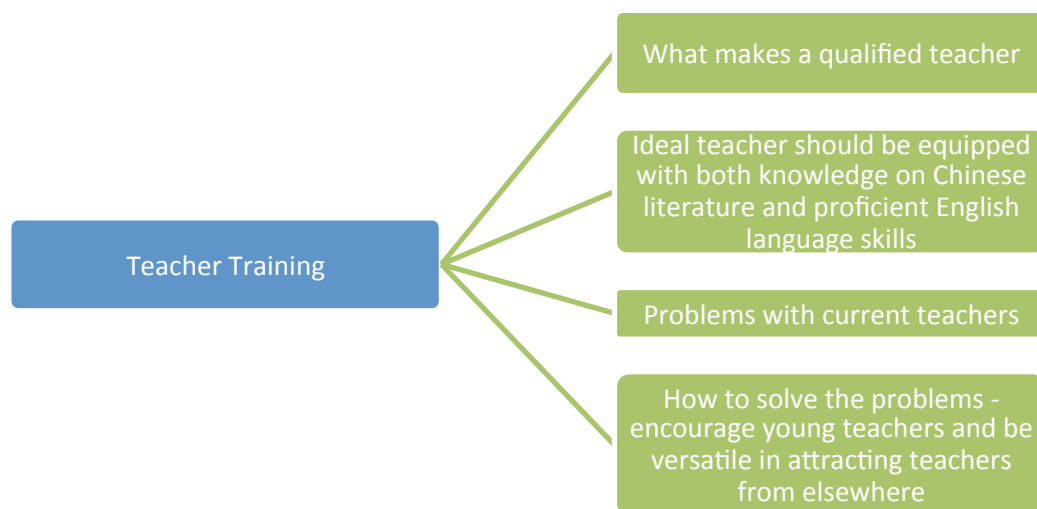 Teacher Training
What makes a qualified teacher
Ideal teacher should be equipped
with both knowledge on Chinese
literature and proficient English
language skills
Problems with current teachers
How to solve the problems -
encourage young teachers and be
versatile in attracting teachers
from elsewhere